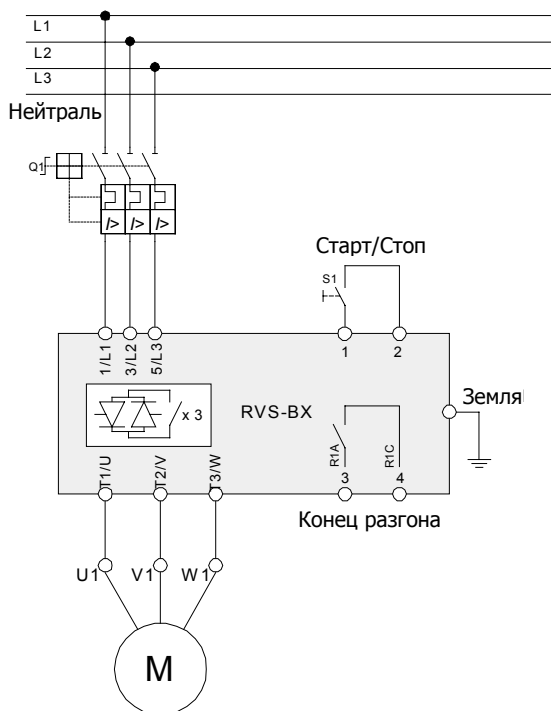 L1
L2
L3
Нейтраль
Q1
I> I> I>
Старт/Стоп
S1
1/L1 3/L2 5/L3
1 2
x 3
RVS-BX
Земля
R1A R1C
T1/U T2/V T3/W
3 4
Конец разгона
U1 V1 W1
M